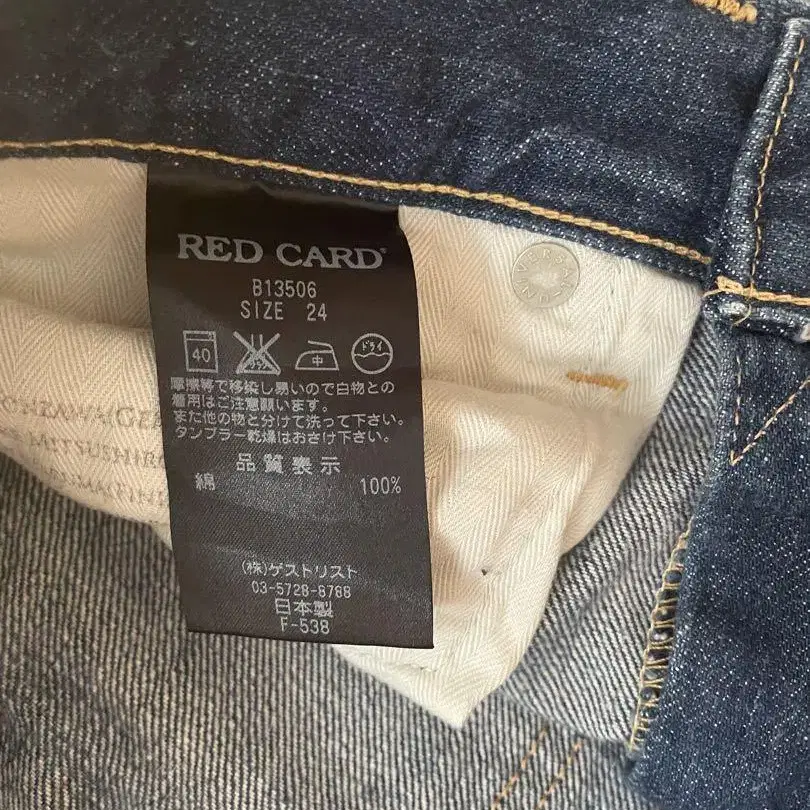 RED CARD
B13506
SIZE 24
40 ドライ
摩擦等で移染し易いので白物との
着用はご注意願います。
また他の物と分けて洗って下さい。
タンブラー乾燥はおさけ下さい。
品質表示
綿 100%
(株)ゲストリスト
03-5728-8788
日本製
F-538
UNIVERSAL